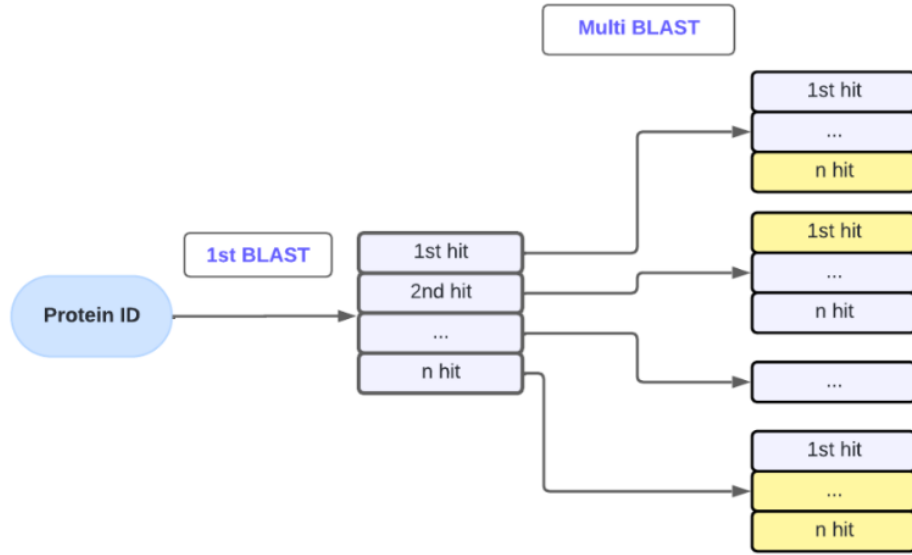 Multi BLAST
1st BLAST
Protein ID
1st hit
2nd hit
...
n hit
1st hit
...
n hit
1st hit
...
n hit
...
1st hit
...
n hit